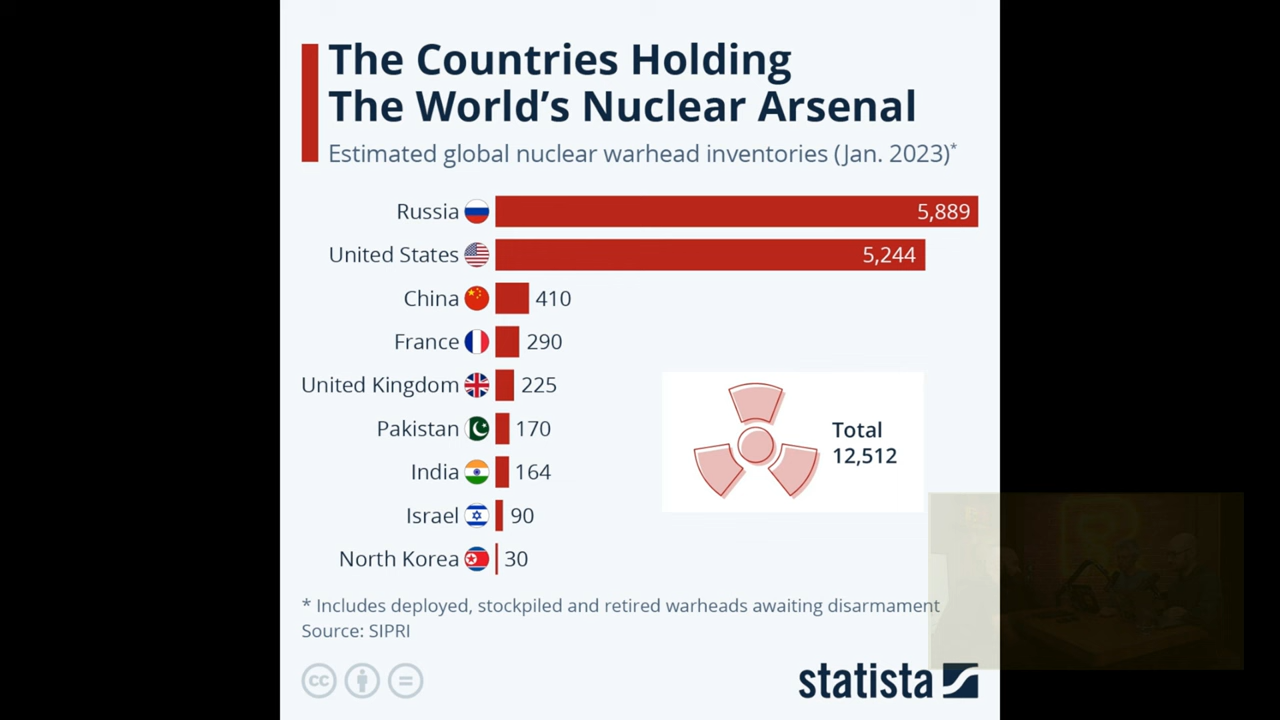 The Countries Holding
The World's Nuclear Arsenal
Estimated global nuclear warhead inventories (Jan. 2023)*
Russia 5,889
United States 5,244
China 410
France 290
United Kingdom 225
Pakistan 170
India 164
Israel 90
North Korea 30
Total
12,512
* Includes deployed, stockpiled and retired warheads awaiting disarmament
Source: SIPRI
cc
statista